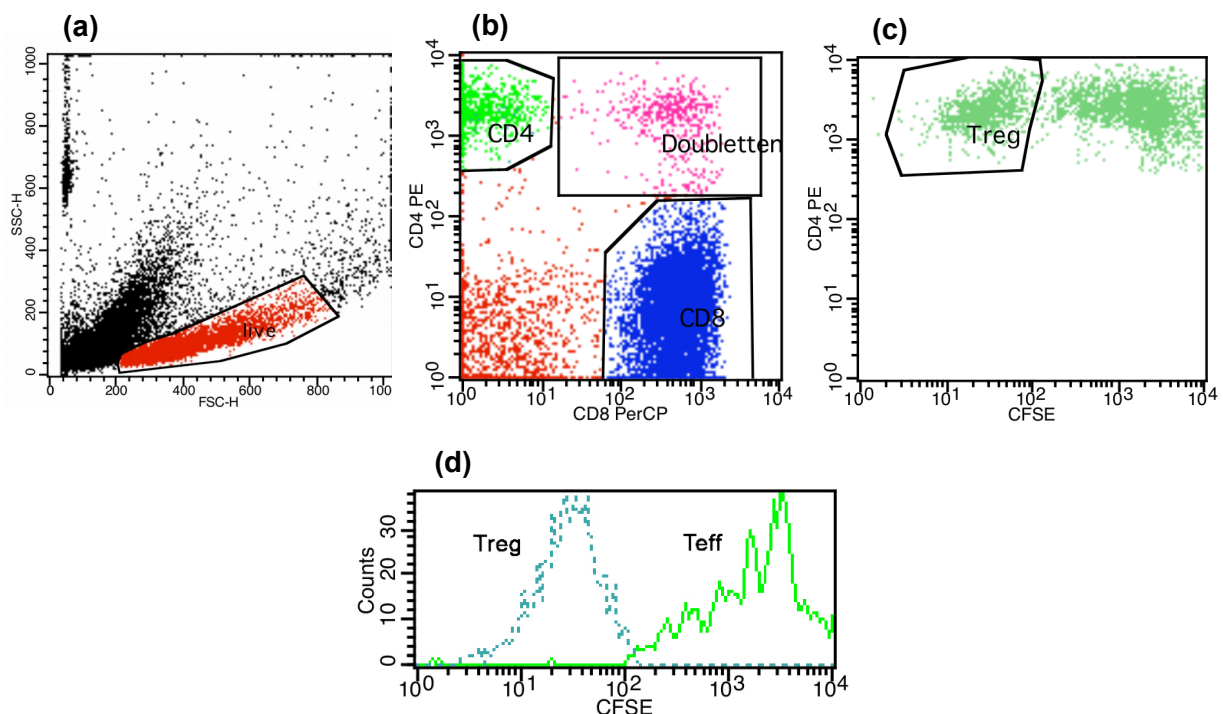 (a)
1000
800
600
400
200
0
SSC-H
0 200 400 600 800 1000
FSC-H
live
(b)
10^4
10^3
10^2
10^1
10^0
CD4 PE
10^0 10^1 10^2 10^3 10^4
CD8 PerCP
CD4
Doubletten
CD8
(c)
10^4
10^3
10^2
10^1
10^0
CD4 PE
10^0 10^1 10^2 10^3 10^4
CFSE
Treg
(d)
30
20
10
0
Counts
Treg
Teff
10^0 10^1 10^2 10^3 10^4
CFSE